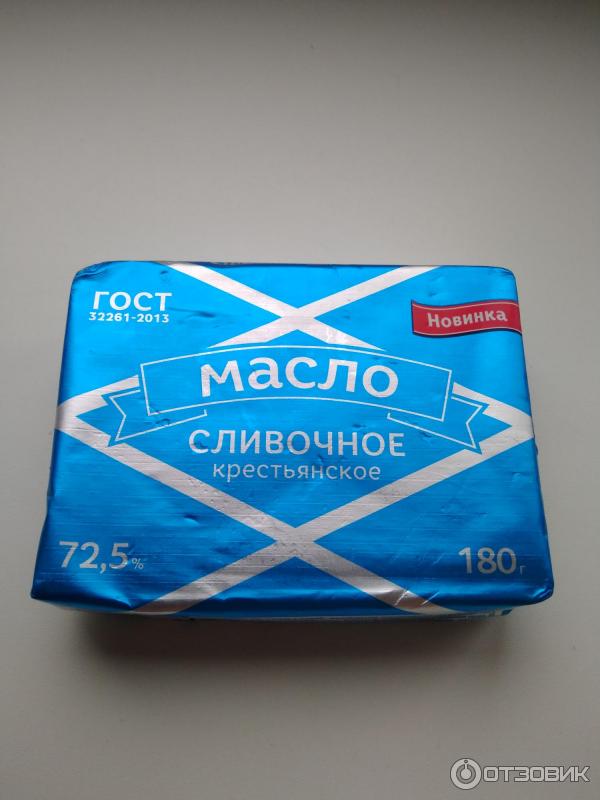 ГОСТ
32261-2013
Новинка
масло
СЛИВОЧНОЕ
крестьянское
72,5%
180г
ОТЗОВИК